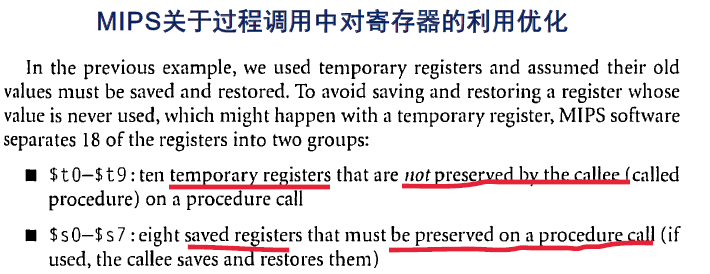 MIPS关于过程调用中对寄存器的利用优化
In the previous example, we used temporary registers and assumed their old
values must be saved and restored. To avoid saving and restoring a register whose
value is never used, which might happen with a temporary register, MIPS software
separates 18 of the registers into two groups:
■ $t0–$t9: ten temporary registers that are not preserved by the callee (called
procedure) on a procedure call
■ $s0–$s7: eight saved registers that must be preserved on a procedure call (if
used, the callee saves and restores them)